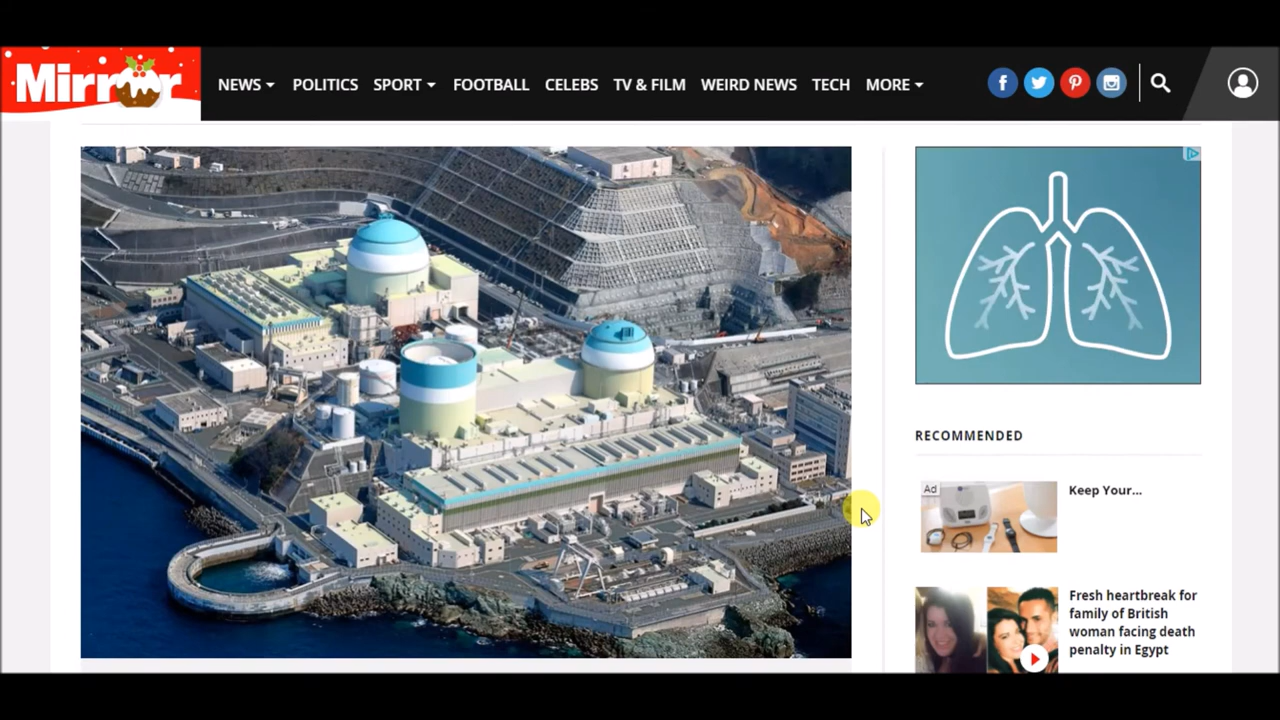 Mirror
NEWS
POLITICS
SPORT
FOOTBALL
CELEBS
TV & FILM
WEIRD NEWS
TECH
MORE
RECOMMENDED
Ad
Keep Your...
Fresh heartbreak for
family of British
woman facing death
penalty in Egypt